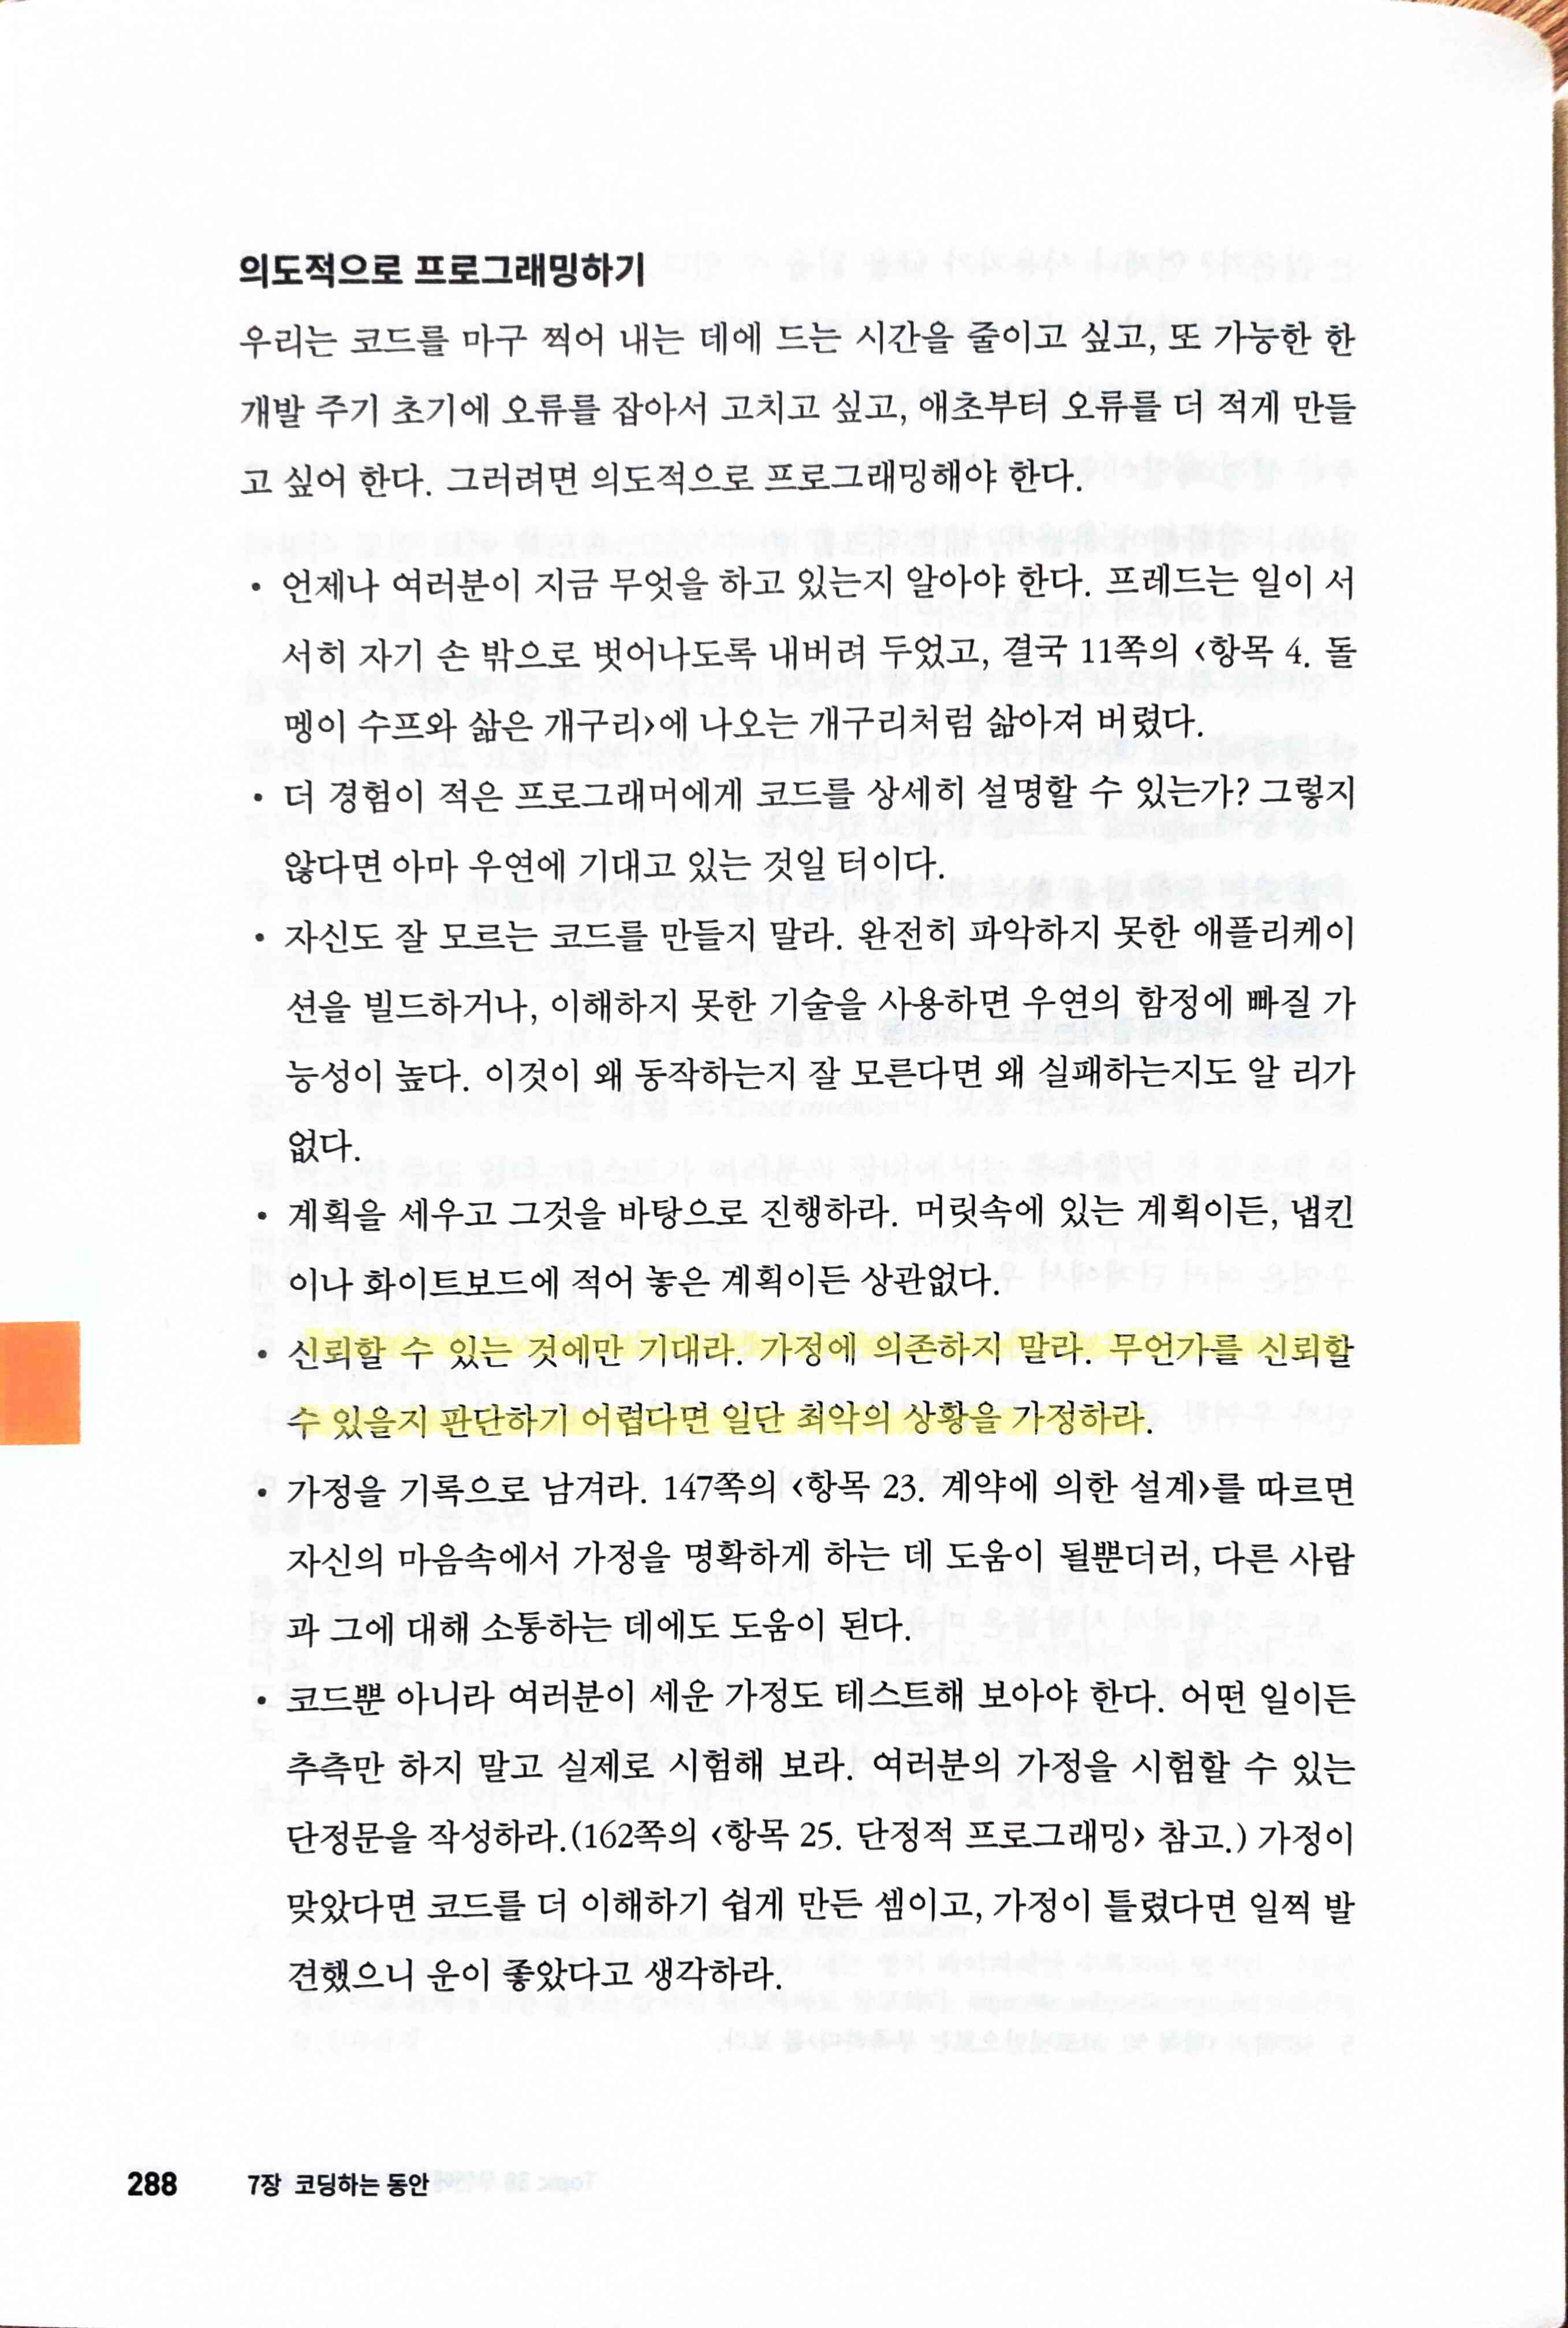 의도적으로 프로그래밍하기
우리는 코드를 마구 찍어 내는 데에 드는 시간을 줄이고 싶고, 또 가능한 한
개발 주기 초기에 오류를 잡아서 고치고 싶고, 애초부터 오류를 더 적게 만들
고 싶어 한다. 그러려면 의도적으로 프로그래밍해야 한다.
• 언제나 여러분이 지금 무엇을 하고 있는지 알아야 한다. 프레드는 일이 서
서히 자기 손 밖으로 벗어나도록 내버려 두었고, 결국 11쪽의 <항목 4. 돌
멩이 수프와 삶은 개구리>에 나오는 개구리처럼 삶아져 버렸다.
• 더 경험이 적은 프로그래머에게 코드를 상세히 설명할 수 있는가? 그렇지
않다면 아마 우연에 기대고 있는 것일 터이다.
• 자신도 잘 모르는 코드를 만들지 말라. 완전히 파악하지 못한 애플리케이
션을 빌드하거나, 이해하지 못한 기술을 사용하면 우연의 함정에 빠질 가
능성이 높다. 이것이 왜 동작하는지 잘 모른다면 왜 실패하는지도 알 리가
없다.
• 계획을 세우고 그것을 바탕으로 진행하라. 머릿속에 있는 계획이든, 냅킨
이나 화이트보드에 적어 놓은 계획이든 상관없다.
• 신뢰할 수 있는 것에만 기대라. 가정에 의존하지 말라. 무언가를 신뢰할
수 있을지 판단하기 어렵다면 일단 최악의 상황을 가정하라.
• 가정을 기록으로 남겨라. 147쪽의 <항목 23. 계약에 의한 설계>를 따르면
자신의 마음속에서 가정을 명확하게 하는 데 도움이 될뿐더러, 다른 사람
과 그에 대해 소통하는 데에도 도움이 된다.
• 코드뿐 아니라 여러분이 세운 가정도 테스트해 보아야 한다. 어떤 일이든
추측만 하지 말고 실제로 시험해 보라. 여러분의 가정을 시험할 수 있는
단정문을 작성하라.(162쪽의 <항목 25. 단정적 프로그래밍> 참고.) 가정이
맞았다면 코드를 더 이해하기 쉽게 만든 셈이고, 가정이 틀렸다면 일찍 발
견했으니 운이 좋았다고 생각하라.
288 7장 코딩하는 동안